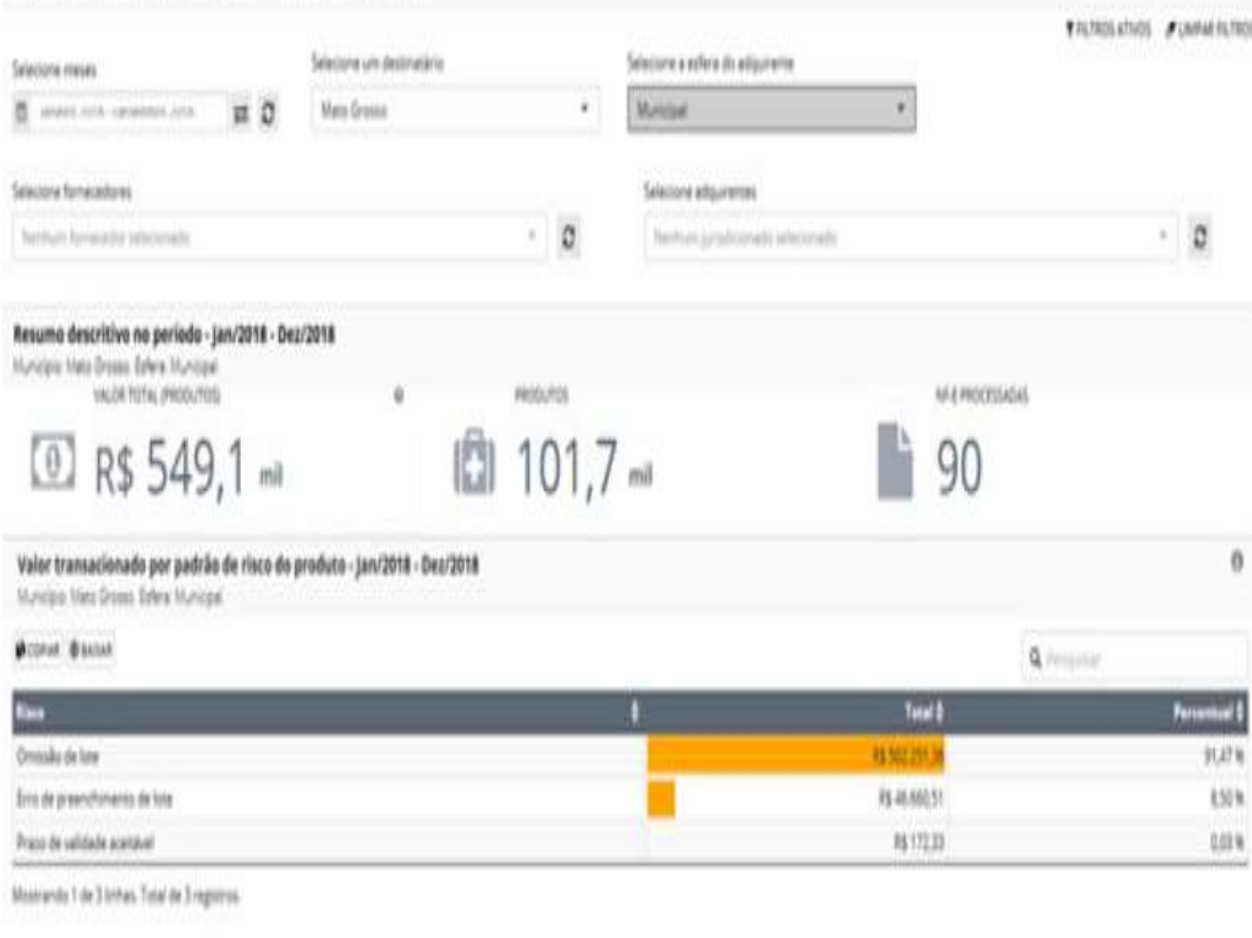 FILTROS ATIVOS LIMPAR FILTROS
Selecione meses
Selecione um destinatário
Selecione a esfera do adquirente
Mato Grosso
Municipal
Selecione fornecedores
Selecione adquirentes
Nenhum fornecedor selecionado
Nenhum jurisdicionado selecionado
Resumo descritivo no período - Jan/2018 - Dez/2018
Município: Mato Grosso. Esfera: Municipal
VALOR TOTAL (PRODUTOS)
PRODUTOS
NF-E PROCESSADAS
R$ 549,1 mil
101,7 mil
90
Valor transacionado por padrão de risco do produto - Jan/2018 - Dez/2018
Município: Mato Grosso. Esfera: Municipal
COPIAR BAIXAR
Pesquisar
Risco Total Percentual
Omissão de lote R$ 502.251,36 91,47 %
Erro de preenchimento de lote R$ 46.660,51 8,50 %
Prazo de validade aceitável R$ 172,33 0,03 %
Mostrando 1 de 3 linhas. Total de 3 registros.